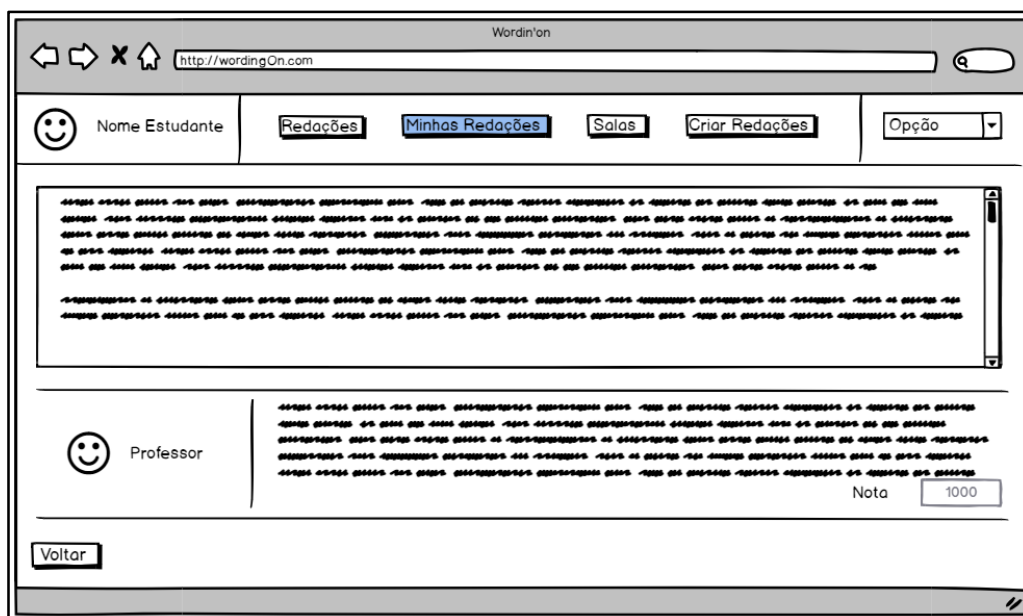 Wordin'on
http://wordingOn.com
Nome Estudante
Redações
Minhas Redações
Salas
Criar Redações
Opção
Professor
Nota
1000
Voltar